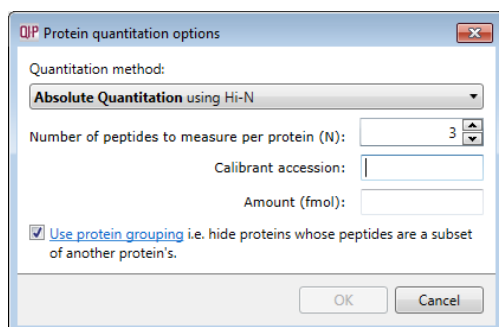 QIP Protein quantitation options
Quantitation method:
Absolute Quantitation using Hi-N
Number of peptides to measure per protein (N): 3
Calibrant accession:
Amount (fmol):
Use protein grouping i.e. hide proteins whose peptides are a subset
of another protein's.
OK Cancel